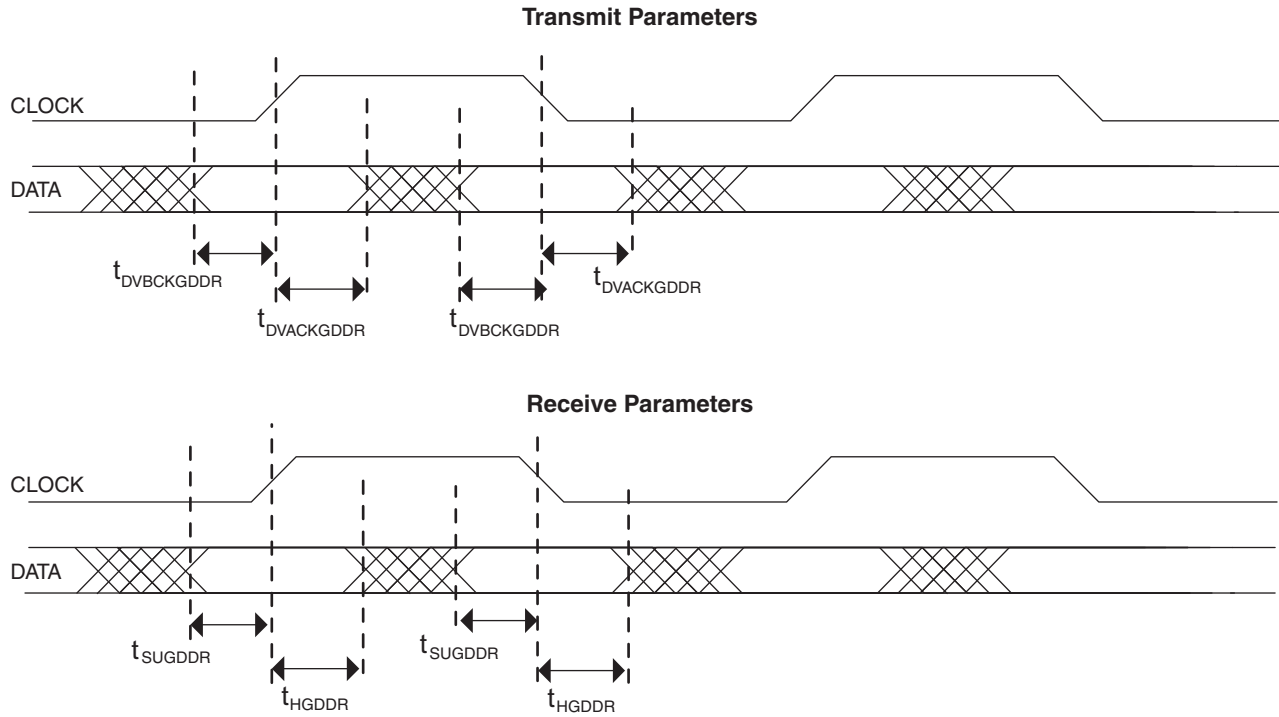 Transmit Parameters
CLOCK
DATA
tDVBCKGDDR
tDVACKGDDR
tDVACKGDDR
tDVBCKGDDR
Receive Parameters
CLOCK
DATA
tSUGDDR
tSUGDDR
tHGDDR
tHGDDR